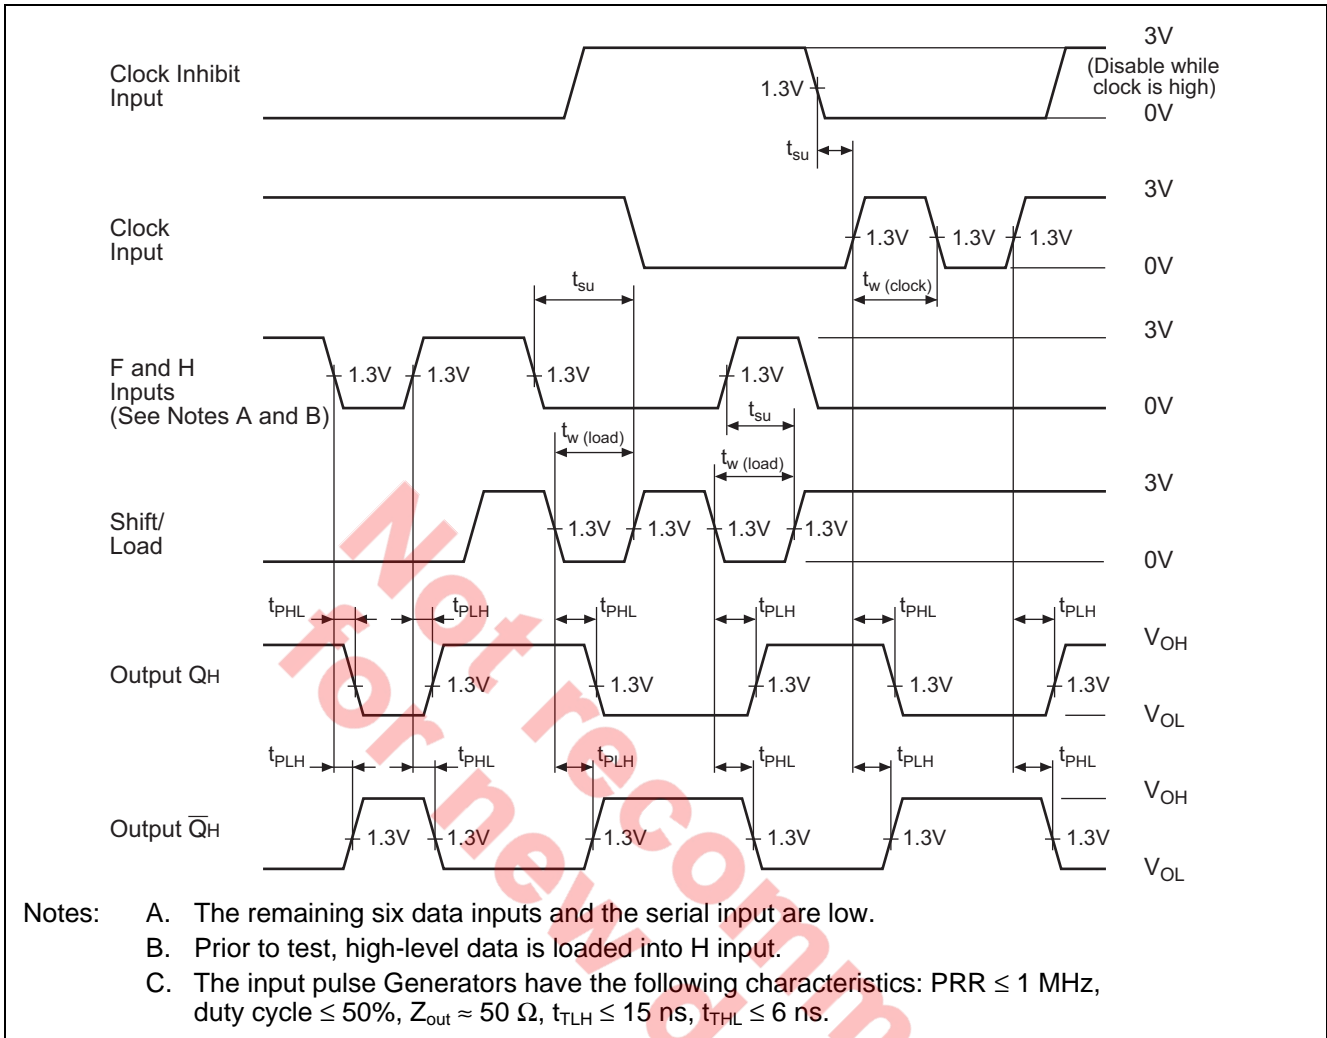 3V
Clock Inhibit
Input
1.3V
(Disable while
clock is high)
0V
tsu
3V
Clock
Input
1.3V 1.3V 1.3V
0V
tsu
tw (clock)
3V
F and H
Inputs
(See Notes A and B)
1.3V 1.3V 1.3V 1.3V
0V
tsu
tw (load)
tw (load)
3V
Shift/
Load
1.3V 1.3V 1.3V 1.3V
0V
tPHL tPLH tPHL tPLH tPHL tPLH
VOH
Output QH
1.3V 1.3V 1.3V 1.3V 1.3V
VOL
tPLH tPHL tPLH tPHL tPLH tPHL
VOH
Output Q̅H
1.3V 1.3V 1.3V 1.3V 1.3V 1.3V
VOL
Notes: A. The remaining six data inputs and the serial input are low.
B. Prior to test, high-level data is loaded into H input.
C. The input pulse Generators have the following characteristics: PRR ≤ 1 MHz,
duty cycle ≤ 50%, Zout ≈ 50 Ω, tTLH ≤ 15 ns, tTHL ≤ 6 ns.
Not recomm
for new d